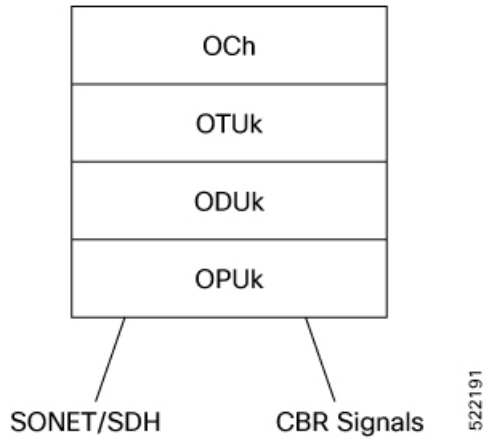 OCh
OTUk
ODUk
OPUk
SONET/SDH
CBR Signals
522191